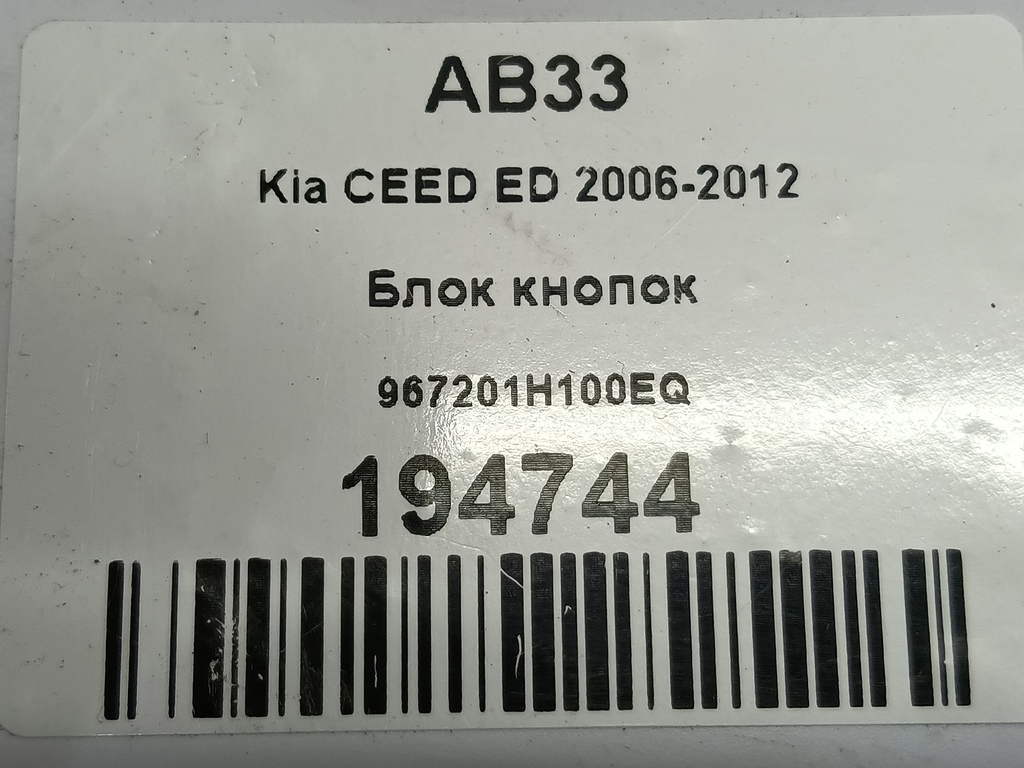 AB33
Kia CEED ED 2006-2012
Блок кнопок
967201H100EQ
194744